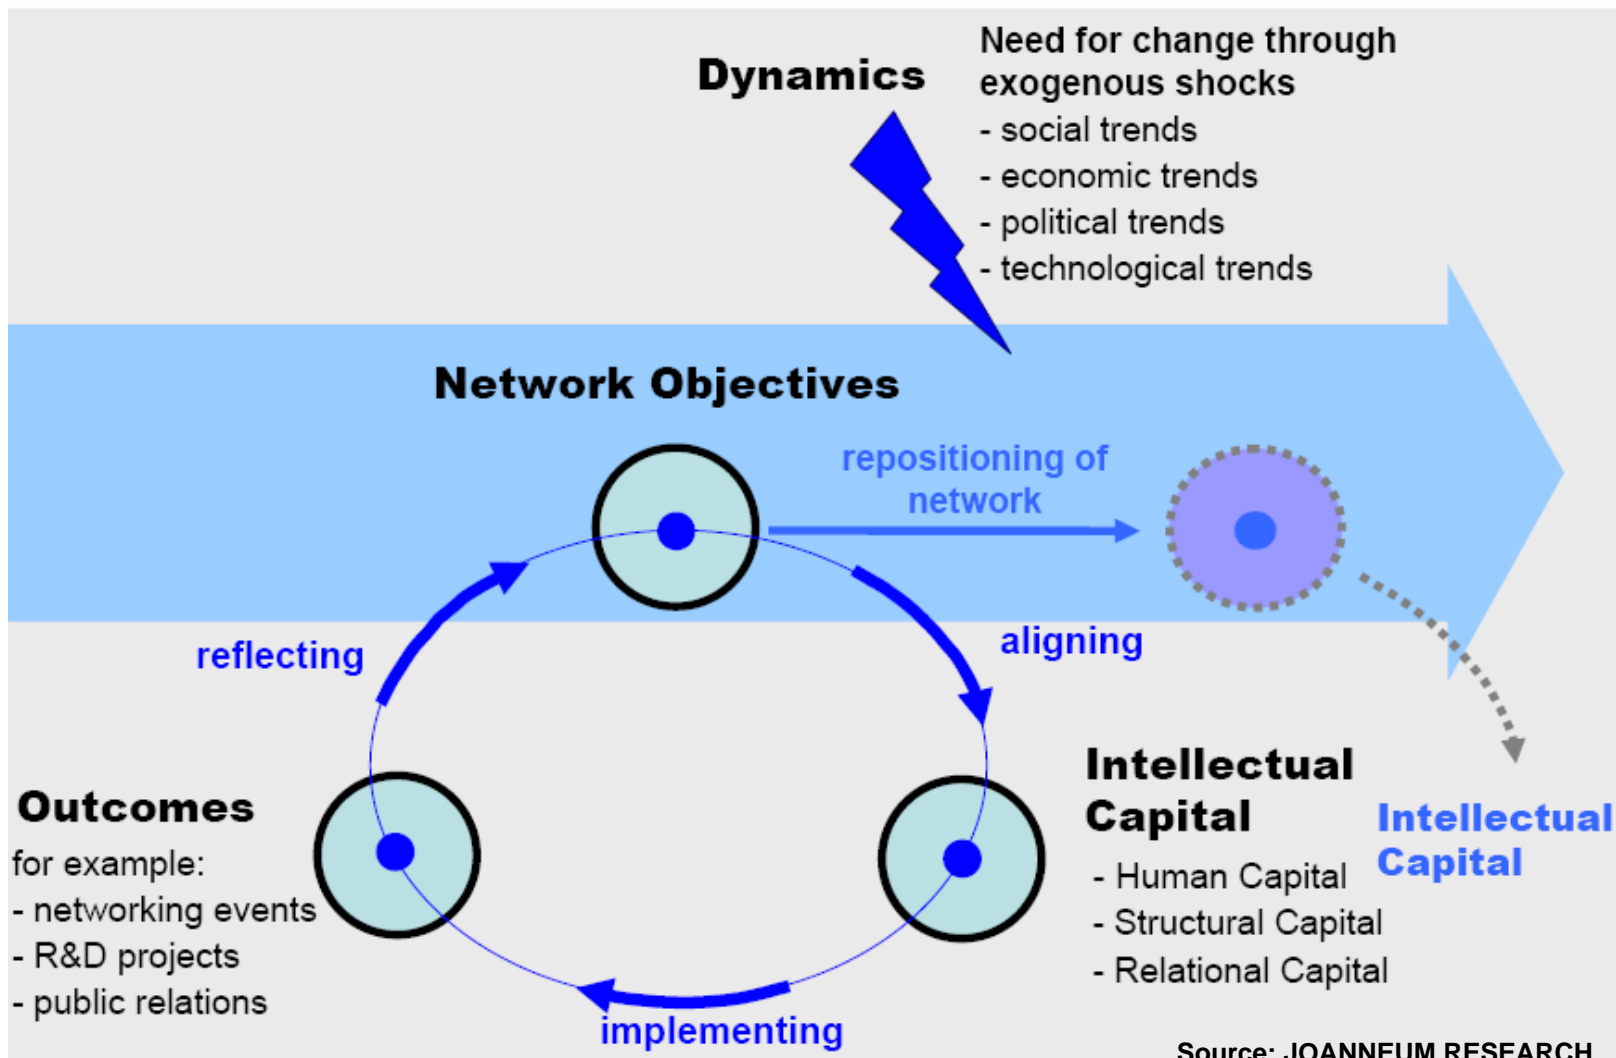 Dynamics
Need for change through
exogenous shocks
- social trends
- economic trends
- political trends
- technological trends
Network Objectives
repositioning of
network
reflecting
aligning
Outcomes
for example:
- networking events
- R&D projects
- public relations
Intellectual
Capital
- Human Capital
- Structural Capital
- Relational Capital
Intellectual
Capital
implementing
Source: JOANNEUM RESEARCH